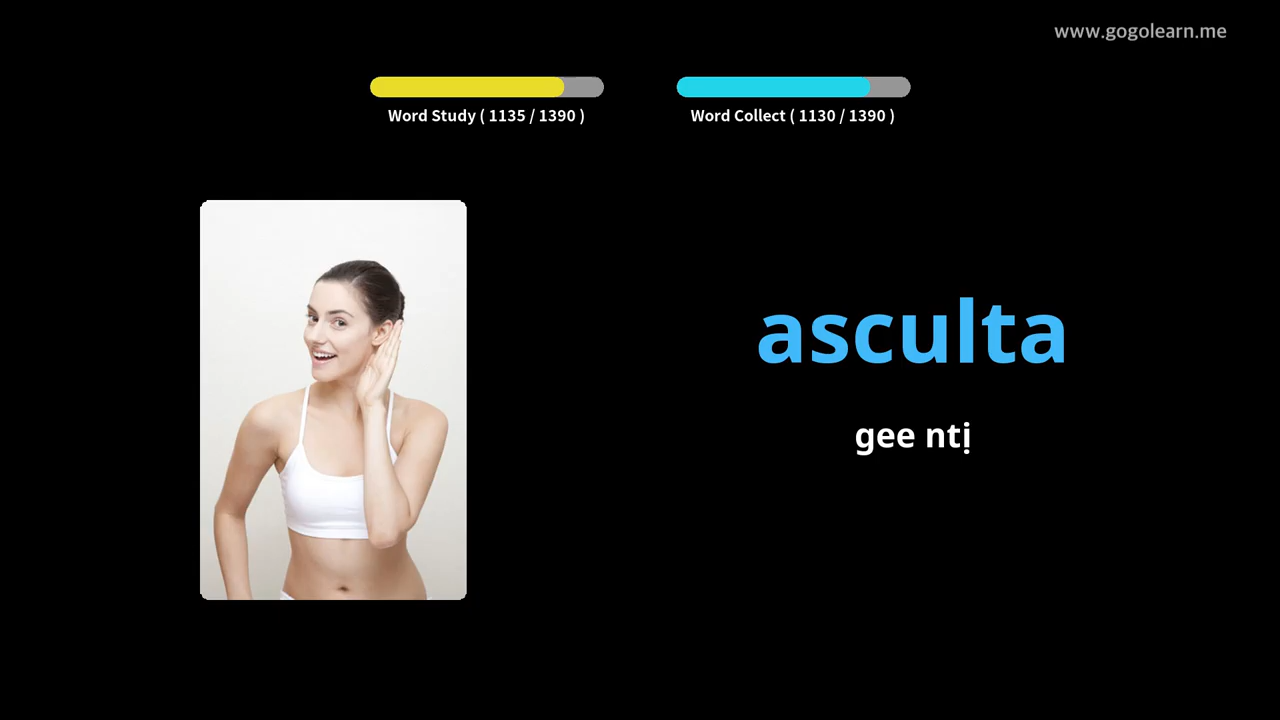 www.gogolearn.me
Word Study ( 1135 / 1390 )
Word Collect ( 1130 / 1390 )
asculta
gee ntị